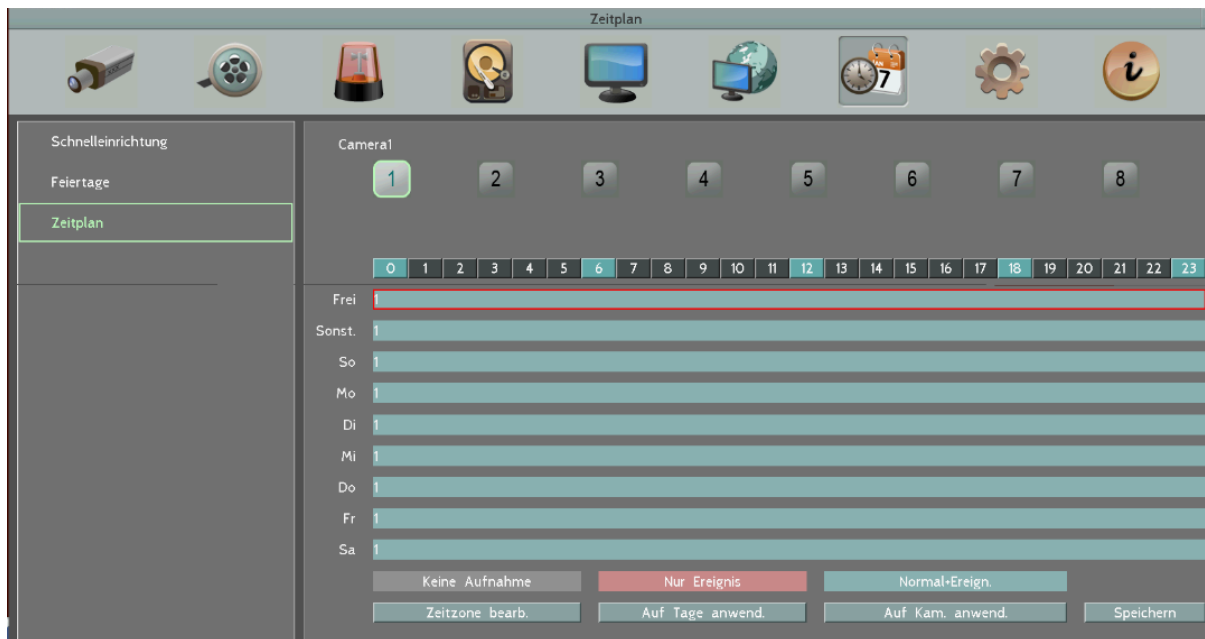 Zeitplan
7
i
Schnelleinrichtung
Feiertage
Zeitplan
Camera1
1 2 3 4 5 6 7 8
0 1 2 3 4 5 6 7 8 9 10 11 12 13 14 15 16 17 18 19 20 21 22 23
Frei 1
Sonst. 1
So 1
Mo 1
Di 1
Mi 1
Do 1
Fr 1
Sa 1
Keine Aufnahme Nur Ereignis Normal+Ereign.
Zeitzone bearb. Auf Tage anwend. Auf Kam. anwend. Speichern